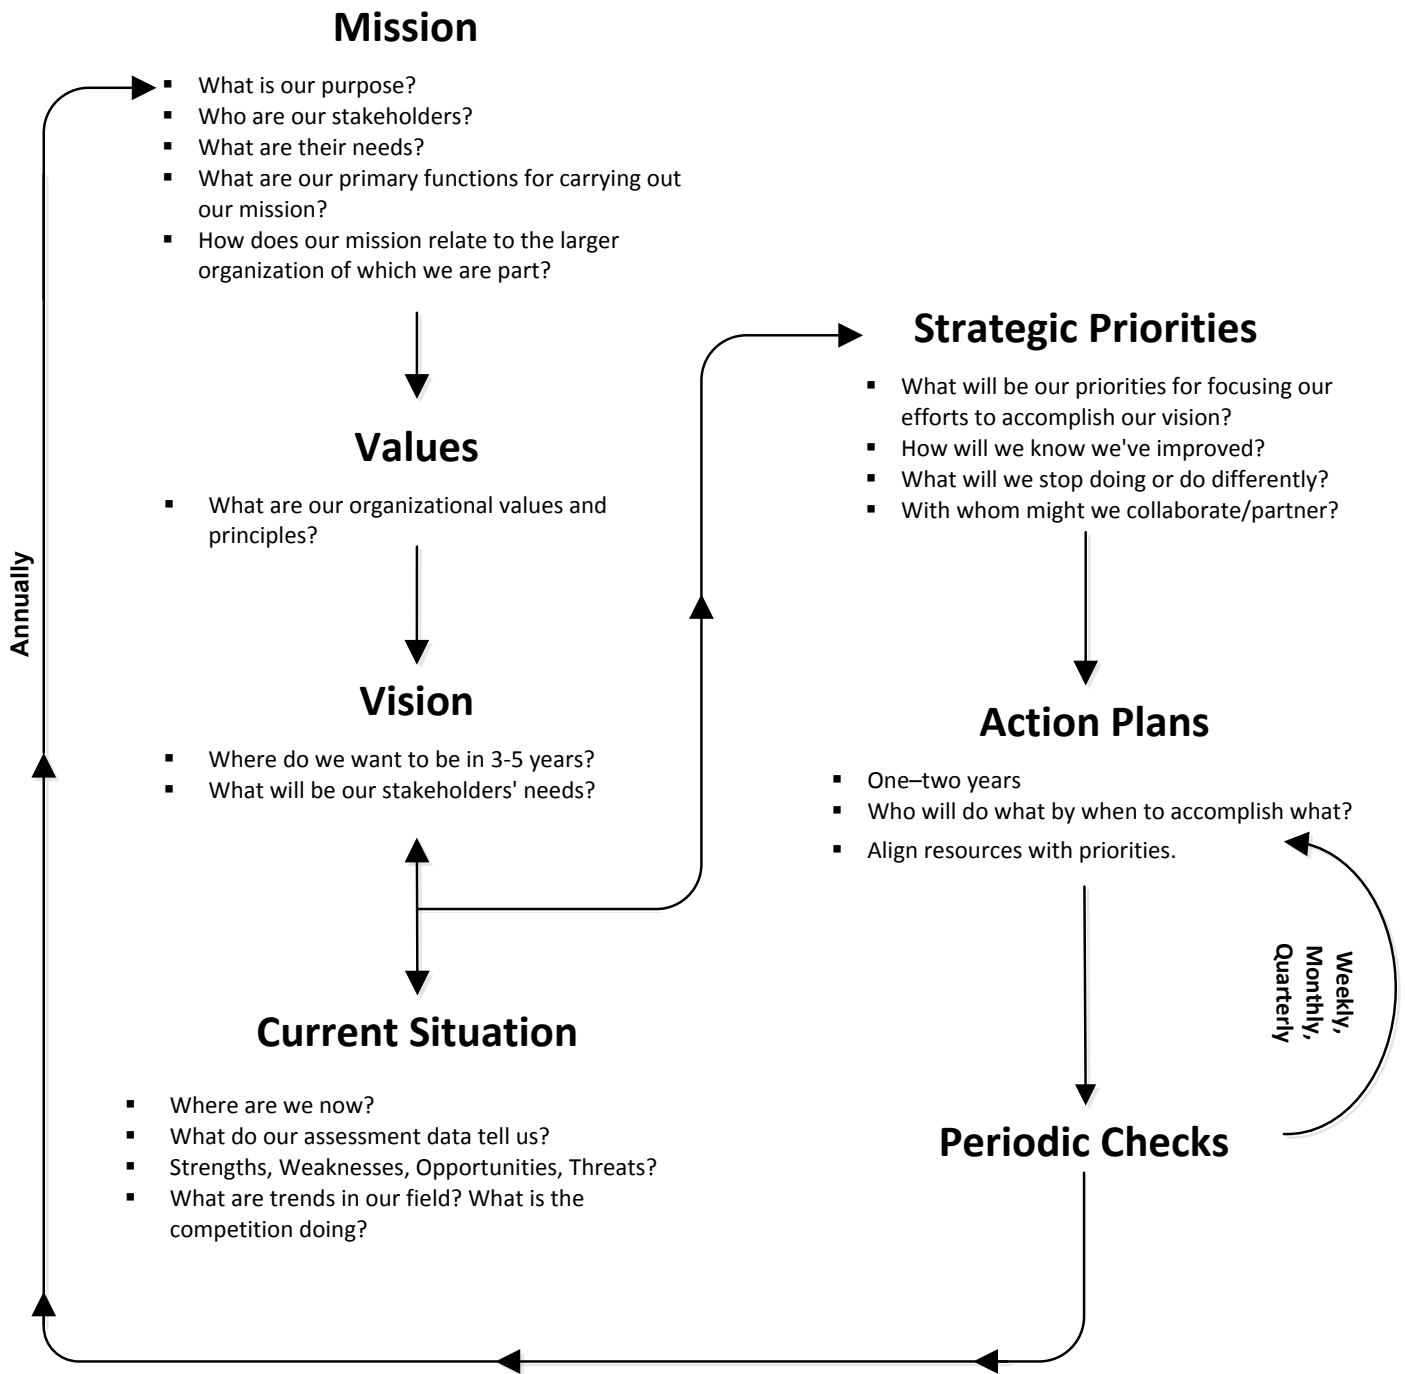 Mission
▪ What is our purpose?
▪ Who are our stakeholders?
▪ What are their needs?
▪ What are our primary functions for carrying out
our mission?
▪ How does our mission relate to the larger
organization of which we are part?
Values
▪ What are our organizational values and
principles?
Vision
▪ Where do we want to be in 3-5 years?
▪ What will be our stakeholders' needs?
Current Situation
▪ Where are we now?
▪ What do our assessment data tell us?
▪ Strengths, Weaknesses, Opportunities, Threats?
▪ What are trends in our field? What is the
competition doing?
Strategic Priorities
▪ What will be our priorities for focusing our
efforts to accomplish our vision?
▪ How will we know we've improved?
▪ What will we stop doing or do differently?
▪ With whom might we collaborate/partner?
Action Plans
▪ One–two years
▪ Who will do what by when to accomplish what?
▪ Align resources with priorities.
Weekly,
Monthly,
Quarterly
Periodic Checks
Annually